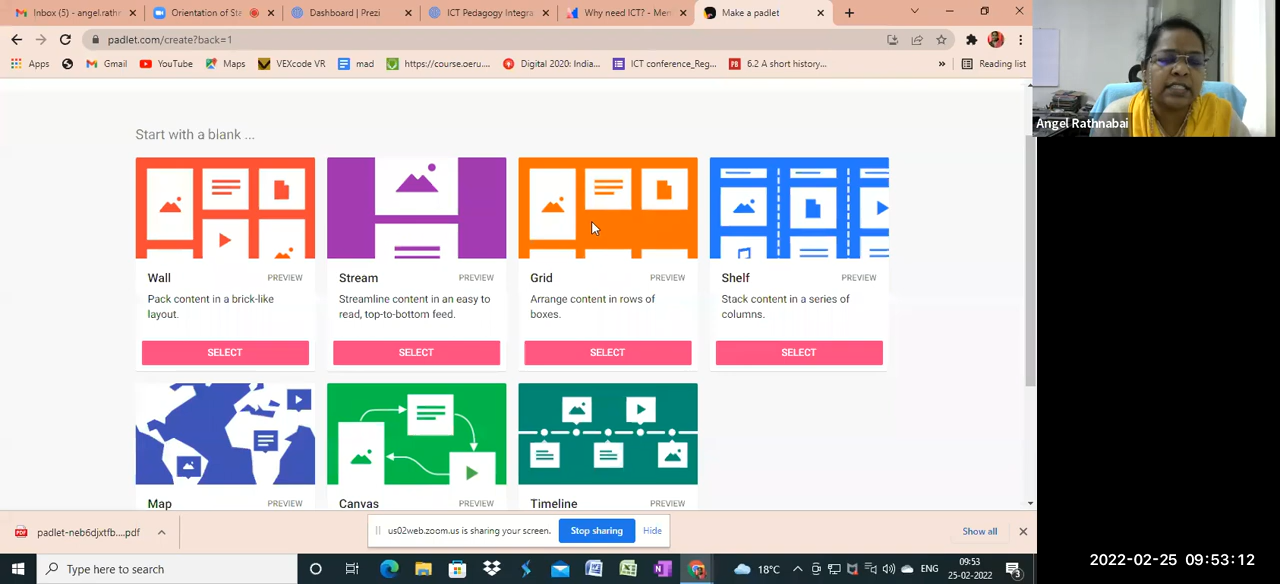 Inbox (5) - angel.rathn
Orientation of Sta
Dashboard | Prezi
ICT Pedagogy Integra
Why need ICT? - Men
Make a padlet
padlet.com/create?back=1
Apps
Gmail
YouTube
Maps
VEXcode VR
mad
https://course.oeru....
Digital 2020: India...
ICT conference_Reg...
6.2 A short history...
»
Reading list
Angel Rathnabai
Start with a blank ...
Wall PREVIEW
Pack content in a brick-like
layout.
SELECT
Stream PREVIEW
Streamline content in an easy to
read, top-to-bottom feed.
SELECT
Grid PREVIEW
Arrange content in rows of
boxes.
SELECT
Shelf PREVIEW
Stack content in a series of
columns.
SELECT
Map PREVIEW
Canvas PREVIEW
Timeline PREVIEW
padlet-neb6djxtfb....pdf
us02web.zoom.us is sharing your screen.
Stop sharing
Hide
Show all
Type here to search
18°C
ENG
09:53
25-02-2022
3
2022-02-25 09:53:12